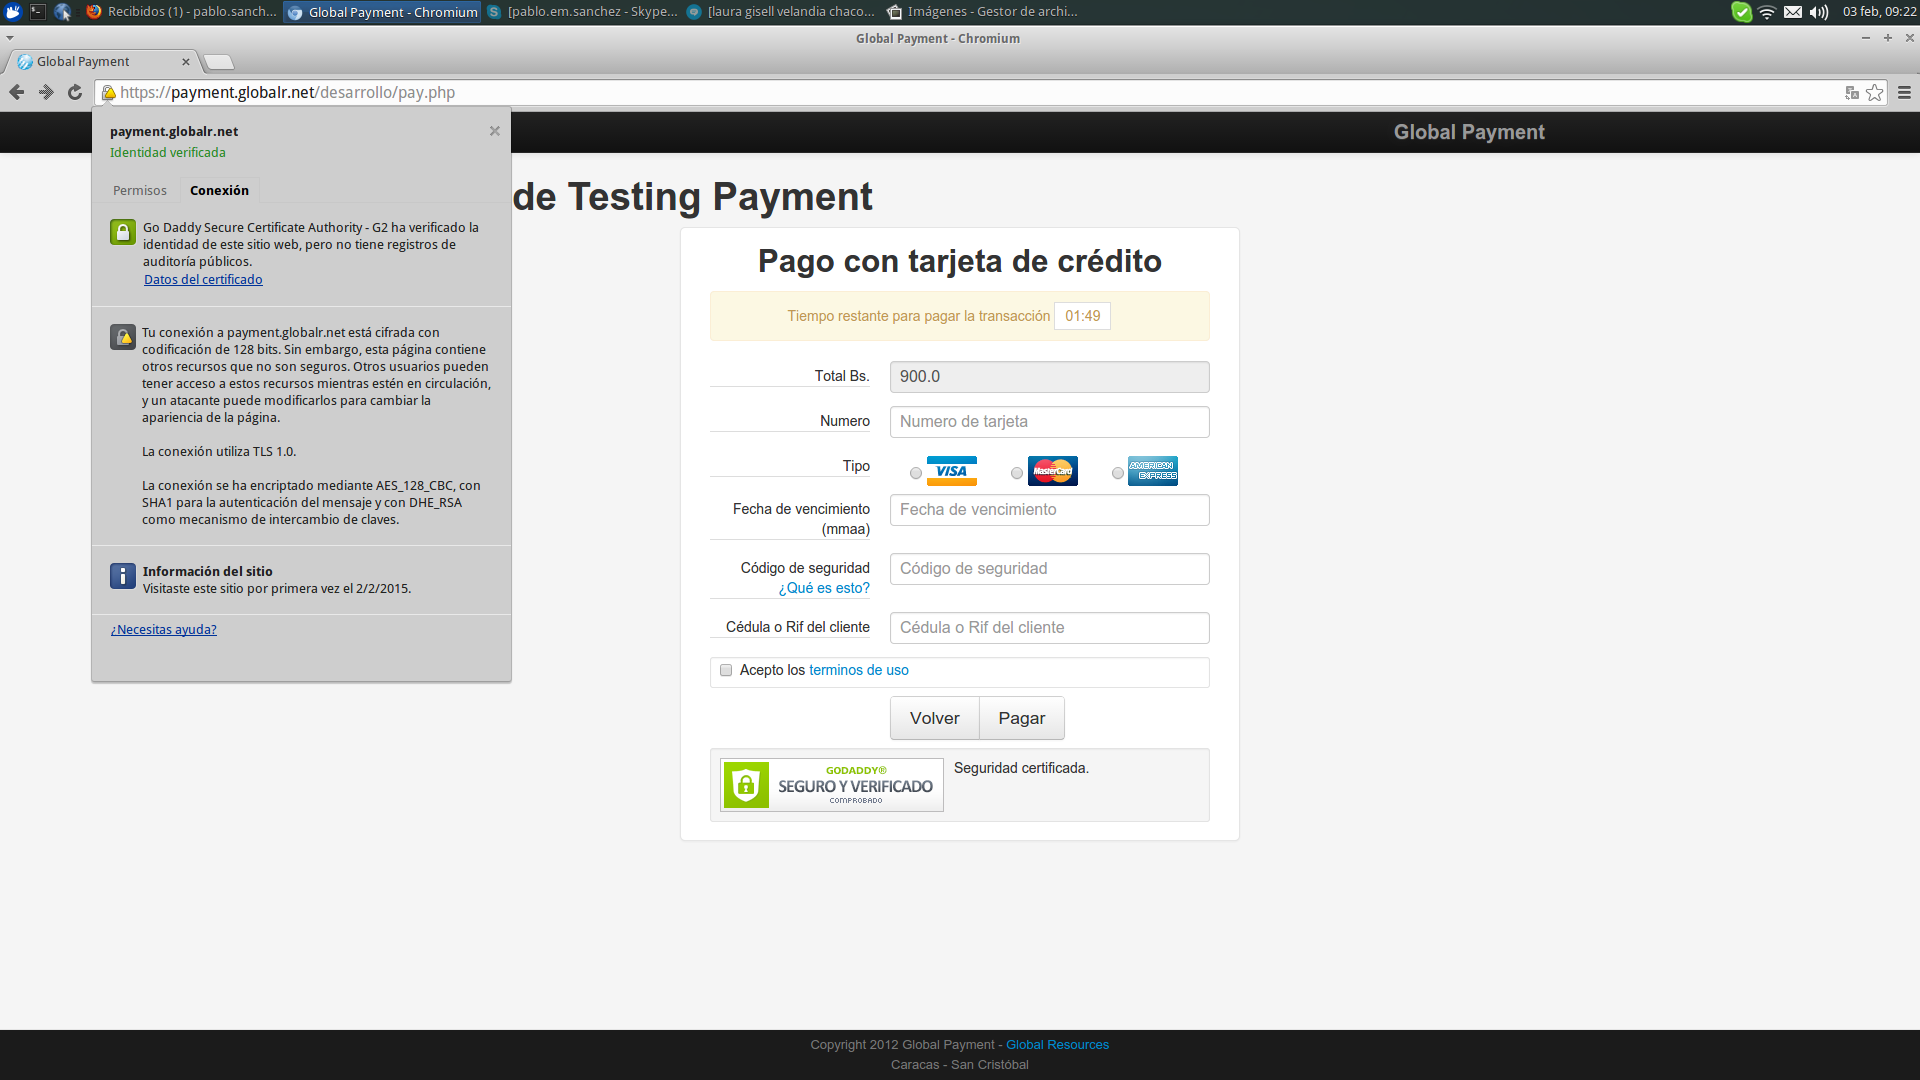 Recibidos (1) - pablo.sanch...
Global Payment - Chromium
[pablo.em.sanchez - Skype...
[laura gisell velandia chaco...
Imágenes - Gestor de archi...
03 feb, 09:22
Global Payment - Chromium
Global Payment
https://payment.globalr.net/desarrollo/pay.php
Global Payment
payment.globalr.net
Identidad verificada
Permisos
Conexión
Go Daddy Secure Certificate Authority - G2 ha verificado la
identidad de este sitio web, pero no tiene registros de
auditoría públicos.
Datos del certificado
Tu conexión a payment.globalr.net está cifrada con
codificación de 128 bits. Sin embargo, esta página contiene
otros recursos que no son seguros. Otros usuarios pueden
tener acceso a estos recursos mientras estén en circulación,
y un atacante puede modificarlos para cambiar la
apariencia de la página.
La conexión utiliza TLS 1.0.
La conexión se ha encriptado mediante AES_128_CBC, con
SHA1 para la autenticación del mensaje y con DHE_RSA
como mecanismo de intercambio de claves.
Información del sitio
Visitaste este sitio por primera vez el 2/2/2015.
¿Necesitas ayuda?
de Testing Payment
Pago con tarjeta de crédito
Tiempo restante para pagar la transacción 01:49
Total Bs. 900.0
Numero Numero de tarjeta
Tipo VISA MasterCard AMERICAN EXPRESS
Fecha de vencimiento
(mmaa)
Fecha de vencimiento
Código de seguridad
¿Qué es esto?
Código de seguridad
Cédula o Rif del cliente Cédula o Rif del cliente
Acepto los terminos de uso
Volver Pagar
GODADDY®
SEGURO Y VERIFICADO
COMPROBADO
Seguridad certificada.
Copyright 2012 Global Payment - Global Resources
Caracas - San Cristóbal